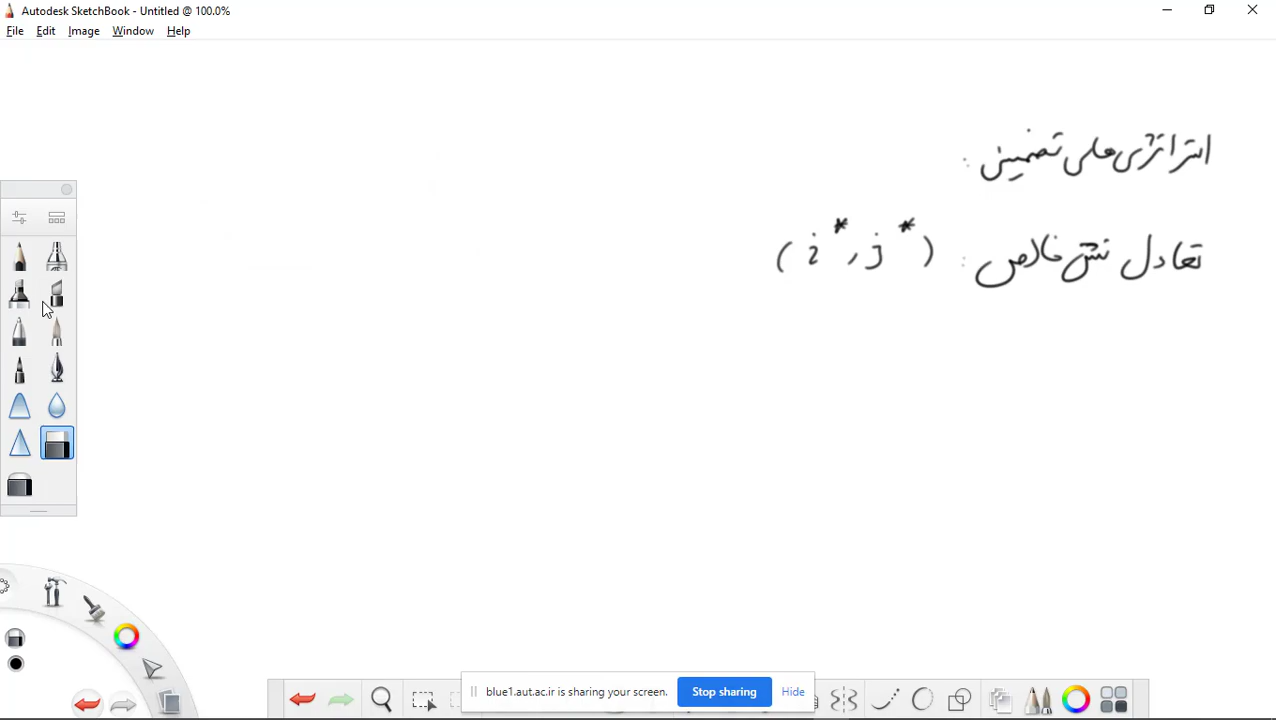 Autodesk SketchBook - Untitled @ 100.0%
File Edit Image Window Help
استراتژی های تضمینی :
تعادل نش خالص : (i*, j*)
blue1.aut.ac.ir is sharing your screen. Stop sharing Hide